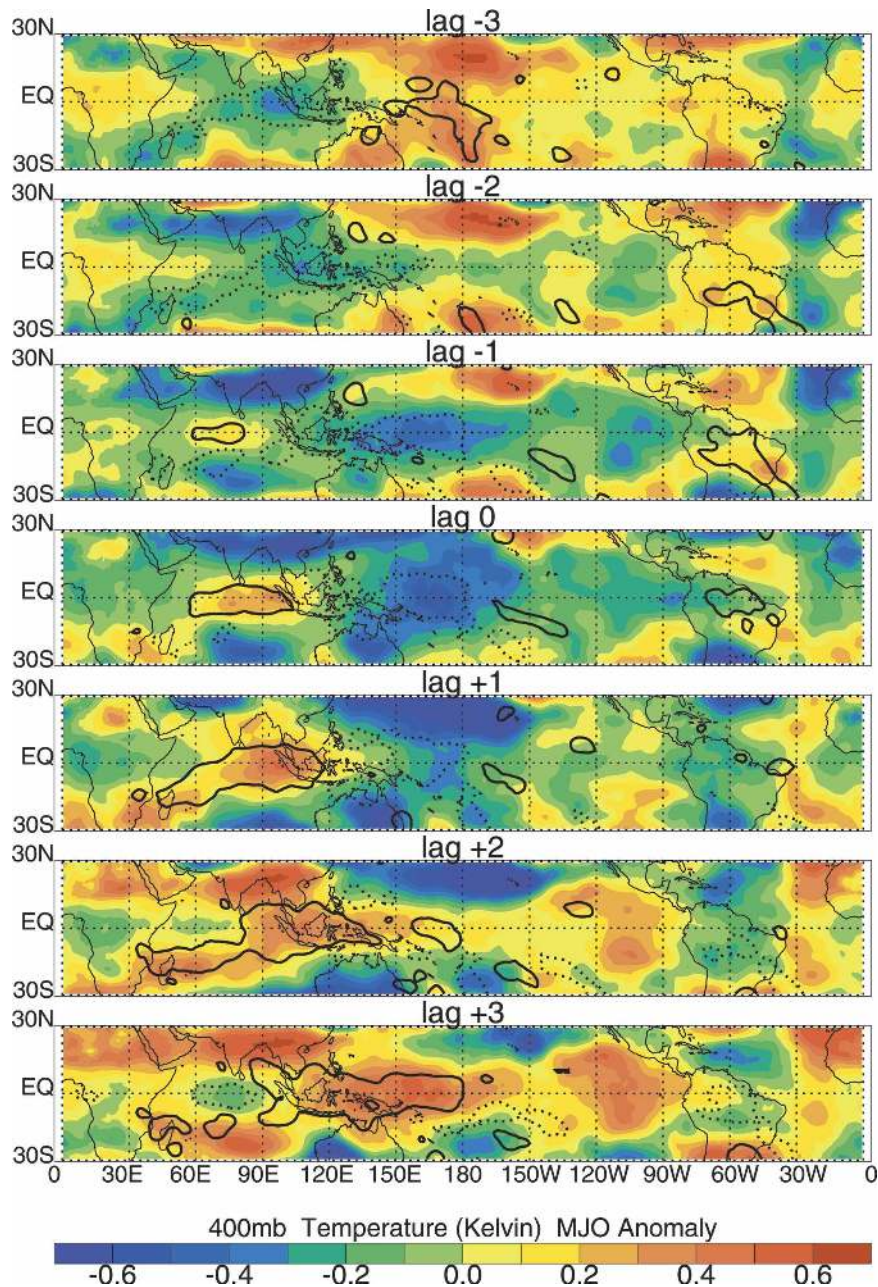 lag -3
30N
EQ
30S
lag -2
30N
EQ
30S
lag -1
30N
EQ
30S
lag 0
30N
EQ
30S
lag +1
30N
EQ
30S
lag +2
30N
EQ
30S
lag +3
30N
EQ
30S
0 30E 60E 90E 120E 150E 180 150W 120W 90W 60W 30W 0
400mb Temperature (Kelvin) MJO Anomaly
-0.6 -0.4 -0.2 0.0 0.2 0.4 0.6